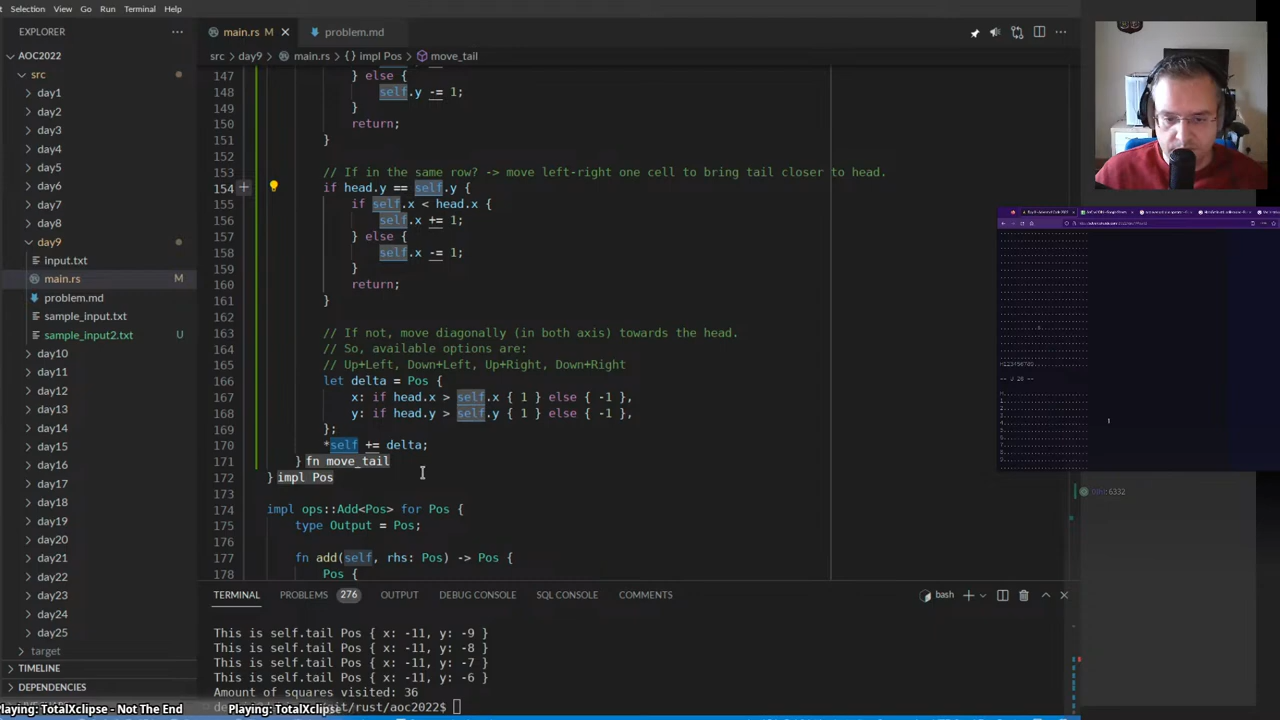 Selection View Go Run Terminal Help
EXPLORER
AOC2022
src
day1
day2
day3
day4
day5
day6
day7
day8
day9
input.txt
main.rs M
problem.md
sample_input.txt
sample_input2.txt U
day10
day11
day12
day13
day14
day15
day16
day17
day18
day19
day20
day21
day22
day23
day24
day25
target
TIMELINE
DEPENDENCIES
Playing: TotalXclipse - Not The End Playing: TotalXclipse
main.rs M problem.md
src > day9 > main.rs > {} impl Pos > move_tail
147 } else {
148 self.y -= 1;
149 }
150 return;
151 }
152
153 // If in the same row? -> move left-right one cell to bring tail closer to head.
154 if head.y == self.y {
155 if self.x < head.x {
156 self.x += 1;
157 } else {
158 self.x -= 1;
159 }
160 return;
161 }
162
163 // If not, move diagonally (in both axis) towards the head.
164 // So, available options are:
165 // Up+Left, Down+Left, Up+Right, Down+Right
166 let delta = Pos {
167 x: if head.x > self.x { 1 } else { -1 },
168 y: if head.y > self.y { 1 } else { -1 },
169 };
170 *self += delta;
171 } fn move_tail
172 } impl Pos
173
174 impl ops::Add<Pos> for Pos {
175 type Output = Pos;
176
177 fn add(self, rhs: Pos) -> Pos {
178 Pos {
TERMINAL PROBLEMS 276 OUTPUT DEBUG CONSOLE SQL CONSOLE COMMENTS
bash
This is self.tail Pos { x: -11, y: -9 }
This is self.tail Pos { x: -11, y: -8 }
This is self.tail Pos { x: -11, y: -7 }
This is self.tail Pos { x: -11, y: -6 }
Amount of squares visited: 36
/rust/aoc2022$